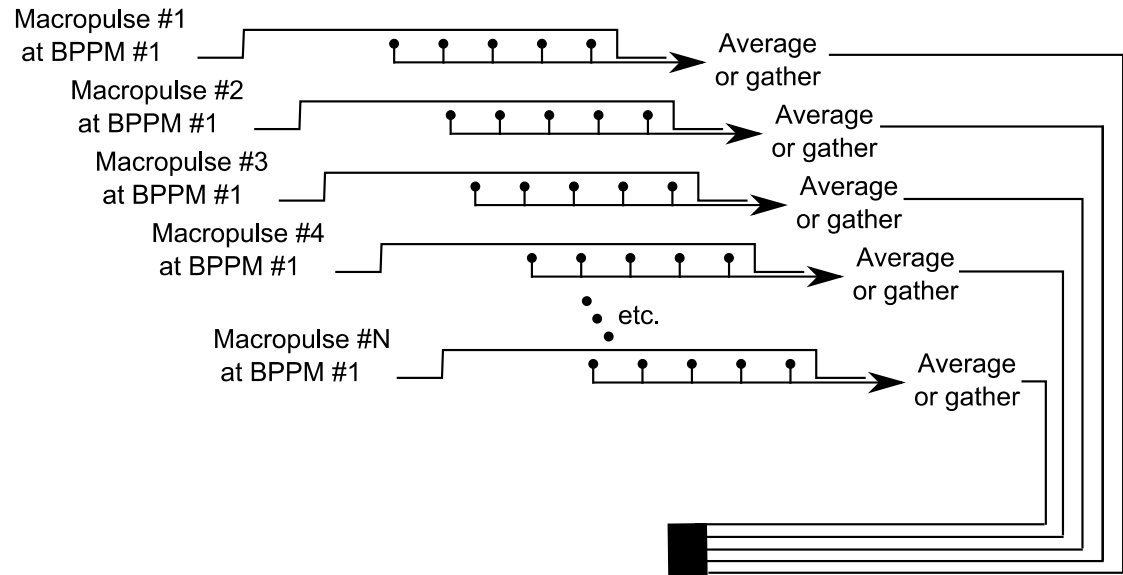 Macropulse #1
at BPPM #1
Average
or gather
Macropulse #2
at BPPM #1
Average
or gather
Macropulse #3
at BPPM #1
Average
or gather
Macropulse #4
at BPPM #1
Average
or gather
etc.
Macropulse #N
at BPPM #1
Average
or gather